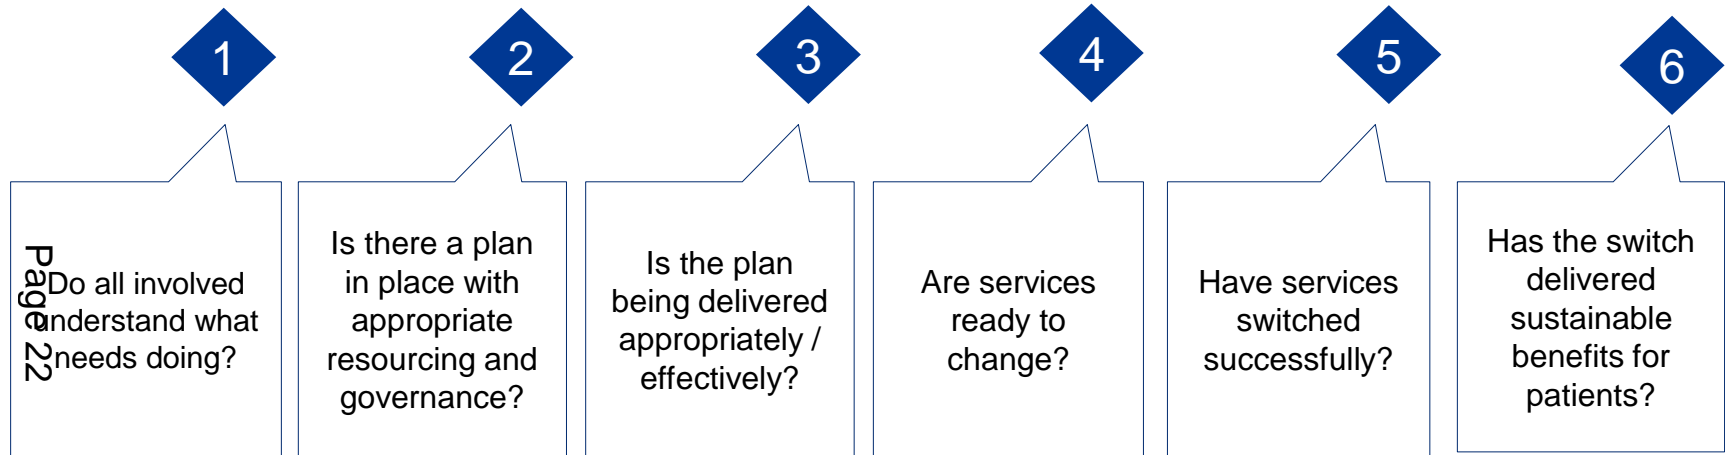 1
2
3
4
5
6
Page 22
Do all involved
understand what
needs doing?
Is there a plan
in place with
appropriate
resourcing and
governance?
Is the plan
being delivered
appropriately /
effectively?
Are services
ready to
change?
Have services
switched
successfully?
Has the switch
delivered
sustainable
benefits for
patients?